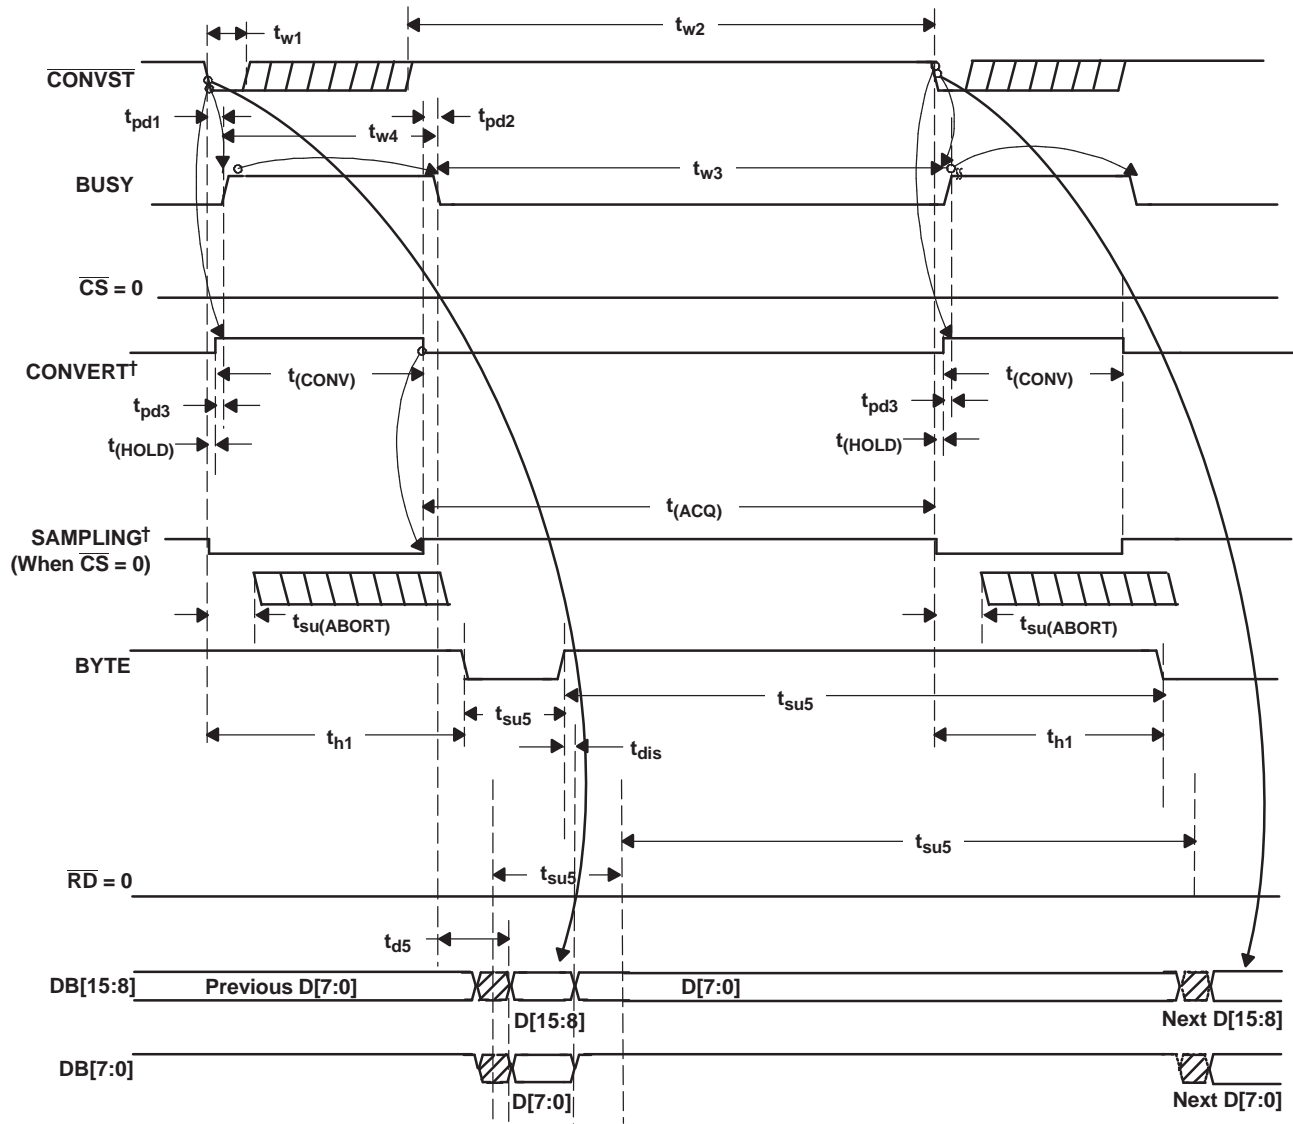 tw1
tw2
CONVST
tpd1
tw4
tpd2
tw3
BUSY
CS = 0
CONVERT†
t(CONV)
t(CONV)
tpd3
tpd3
t(HOLD)
t(HOLD)
t(ACQ)
SAMPLING†
(When CS = 0)
tsu(ABORT)
tsu(ABORT)
BYTE
tsu5
tsu5
th1
tdis
th1
tsu5
tsu5
RD = 0
td5
DB[15:8]
Previous D[7:0]
D[7:0]
D[15:8]
Next D[15:8]
DB[7:0]
D[7:0]
Next D[7:0]